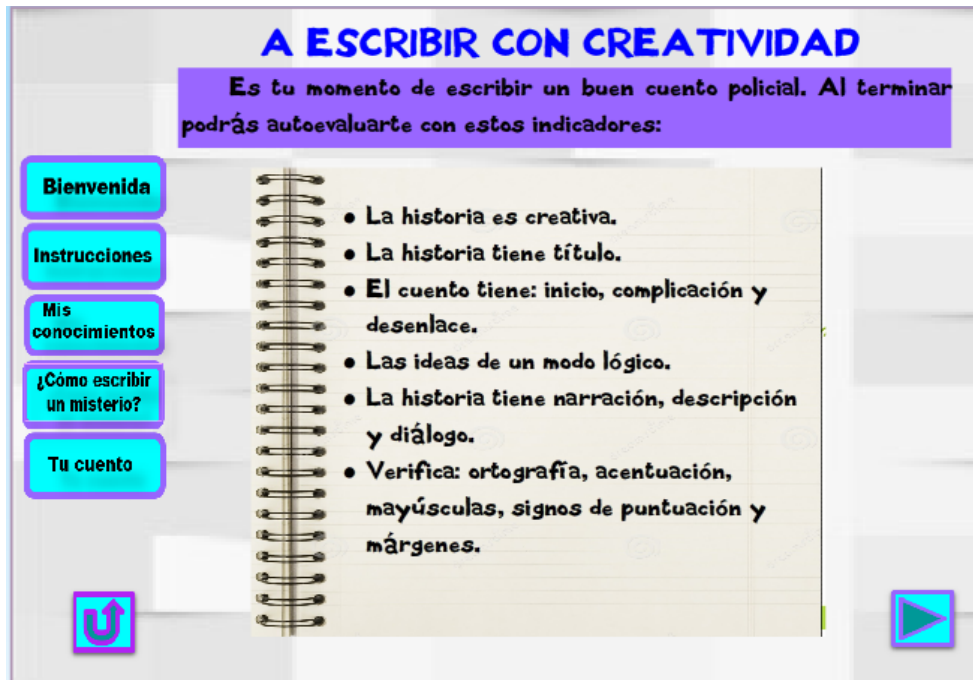 A ESCRIBIR CON CREATIVIDAD
Es tu momento de escribir un buen cuento policial. Al terminar
podrás autoevaluarte con estos indicadores:
Bienvenida
Instrucciones
Mis
conocimientos
¿Cómo escribir
un misterio?
Tu cuento
• La historia es creativa.
• La historia tiene título.
• El cuento tiene: inicio, complicación y
desenlace.
• Las ideas de un modo lógico.
• La historia tiene narración, descripción
y diálogo.
• Verifica: ortografía, acentuación,
mayúsculas, signos de puntuación y
márgenes.